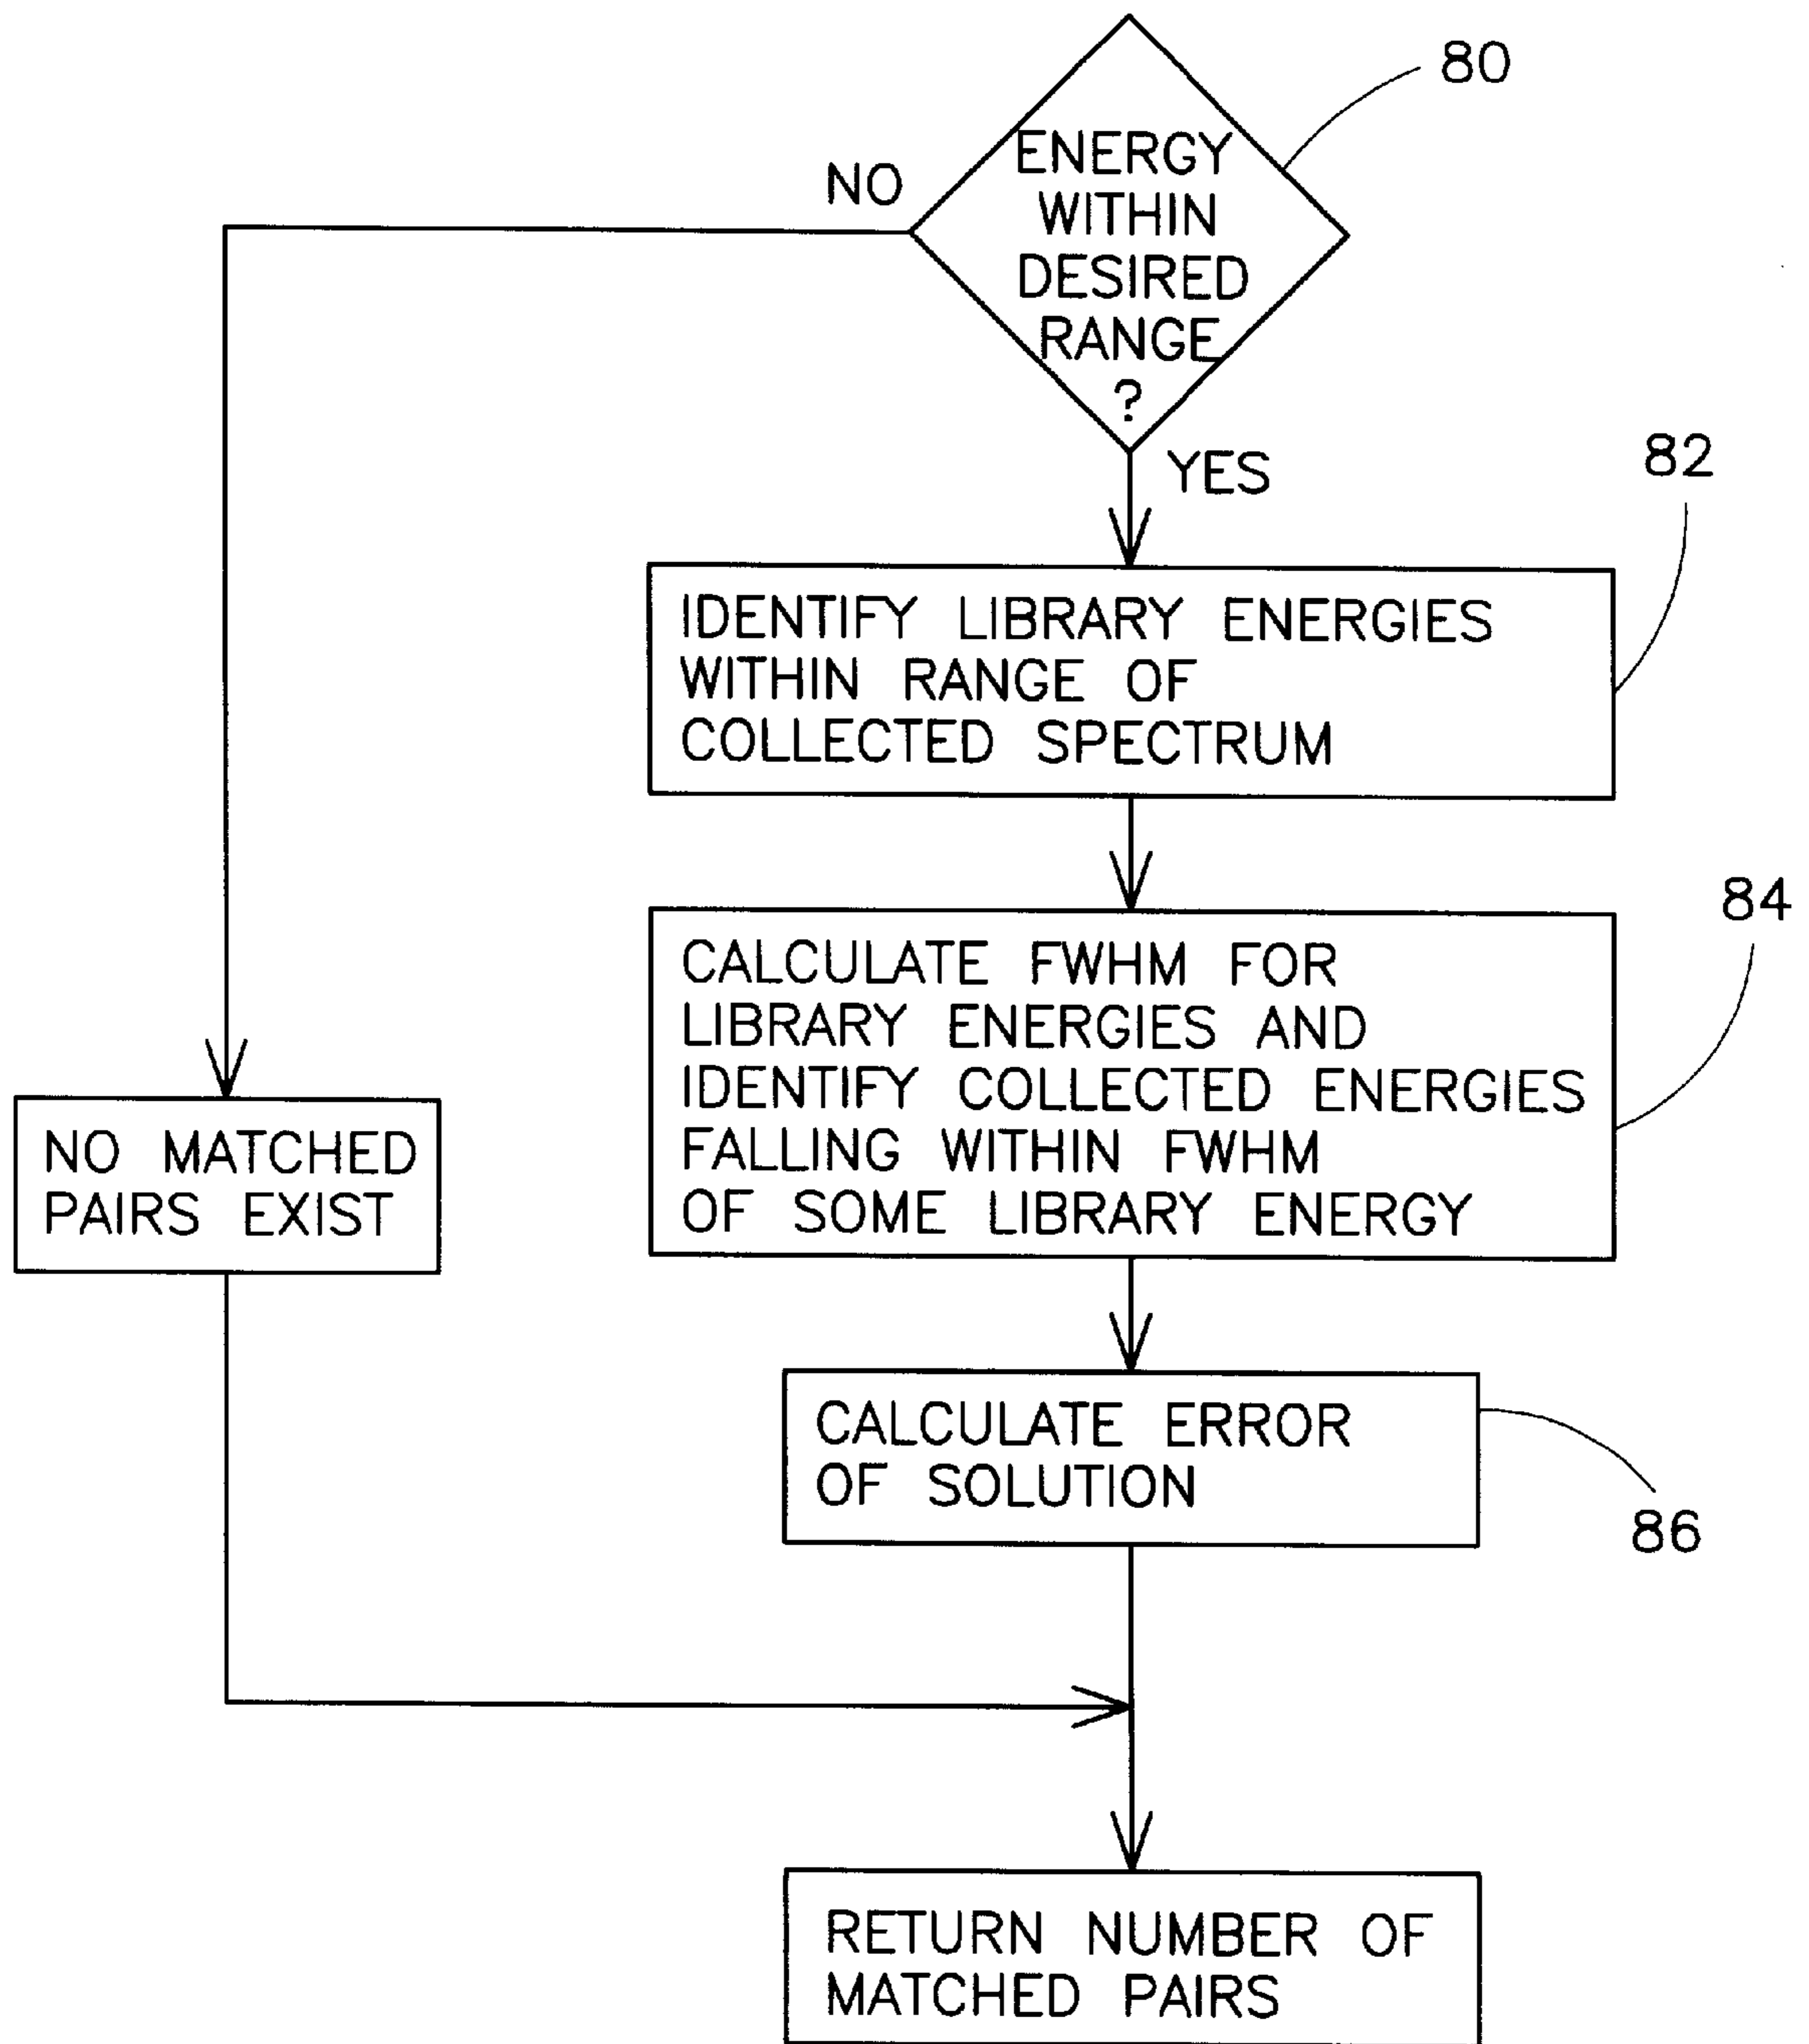 80
ENERGY
WITHIN
DESIRED
RANGE
?
NO
YES
82
IDENTIFY LIBRARY ENERGIES
WITHIN RANGE OF
COLLECTED SPECTRUM
84
CALCULATE FWHM FOR
LIBRARY ENERGIES AND
IDENTIFY COLLECTED ENERGIES
FALLING WITHIN FWHM
OF SOME LIBRARY ENERGY
NO MATCHED
PAIRS EXIST
CALCULATE ERROR
OF SOLUTION
86
RETURN NUMBER OF
MATCHED PAIRS